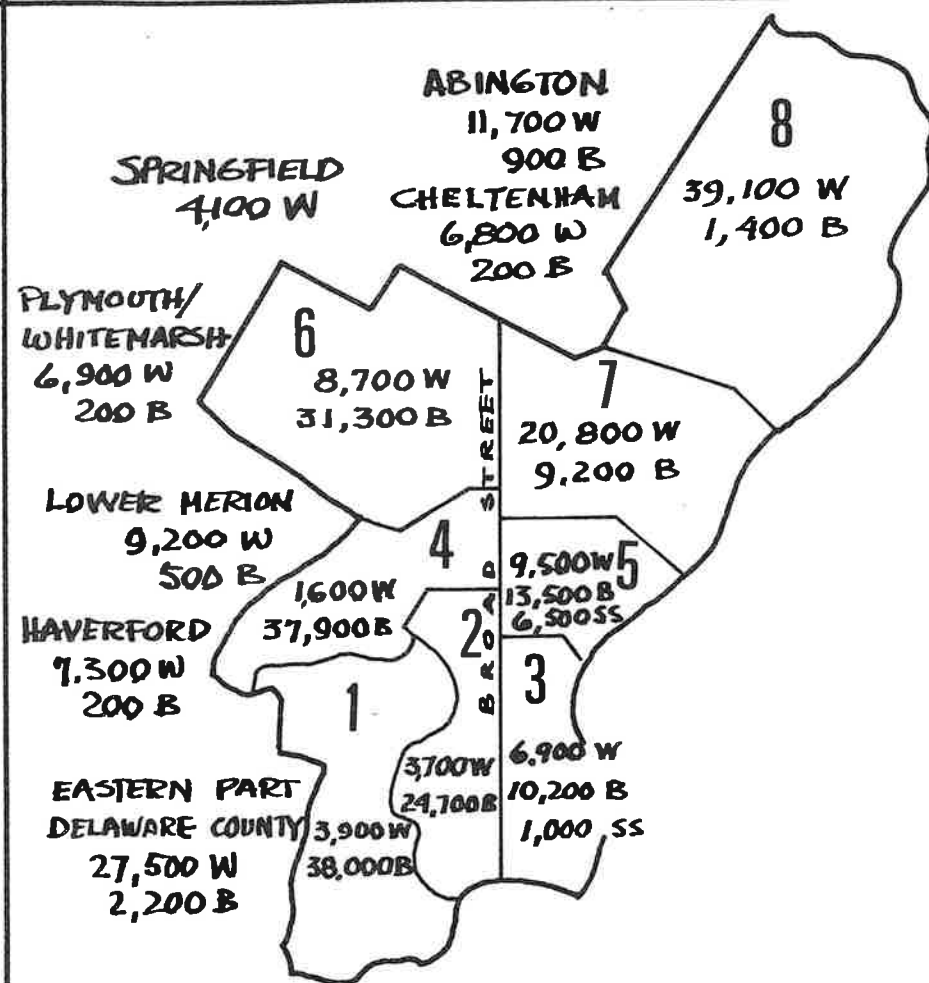 ABINGTON
11,700 W
900 B
CHELTENHAM
6,800 W
200 B
SPRINGFIELD
4,100 W
PLYMOUTH/
WHITEMARSH
6,900 W
200 B
LOWER MERION
9,200 W
500 B
HAVERFORD
7.300 W
200 B
EASTERN PART
DELAWARE COUNTY
27,500 W
2,200 B
8
39,100 W
1,400 B
6
8,700 W
31,300 B
BROAD STREET
7
20,800 W
9.200 B
4
1,600 W
37,900 B
5
9,500 W
13,500 B
6,500 SS
2
3,700 W
24,700 B
3
6.900 W
10,200 B
1,000 SS
1
3,900 W
38,000 B